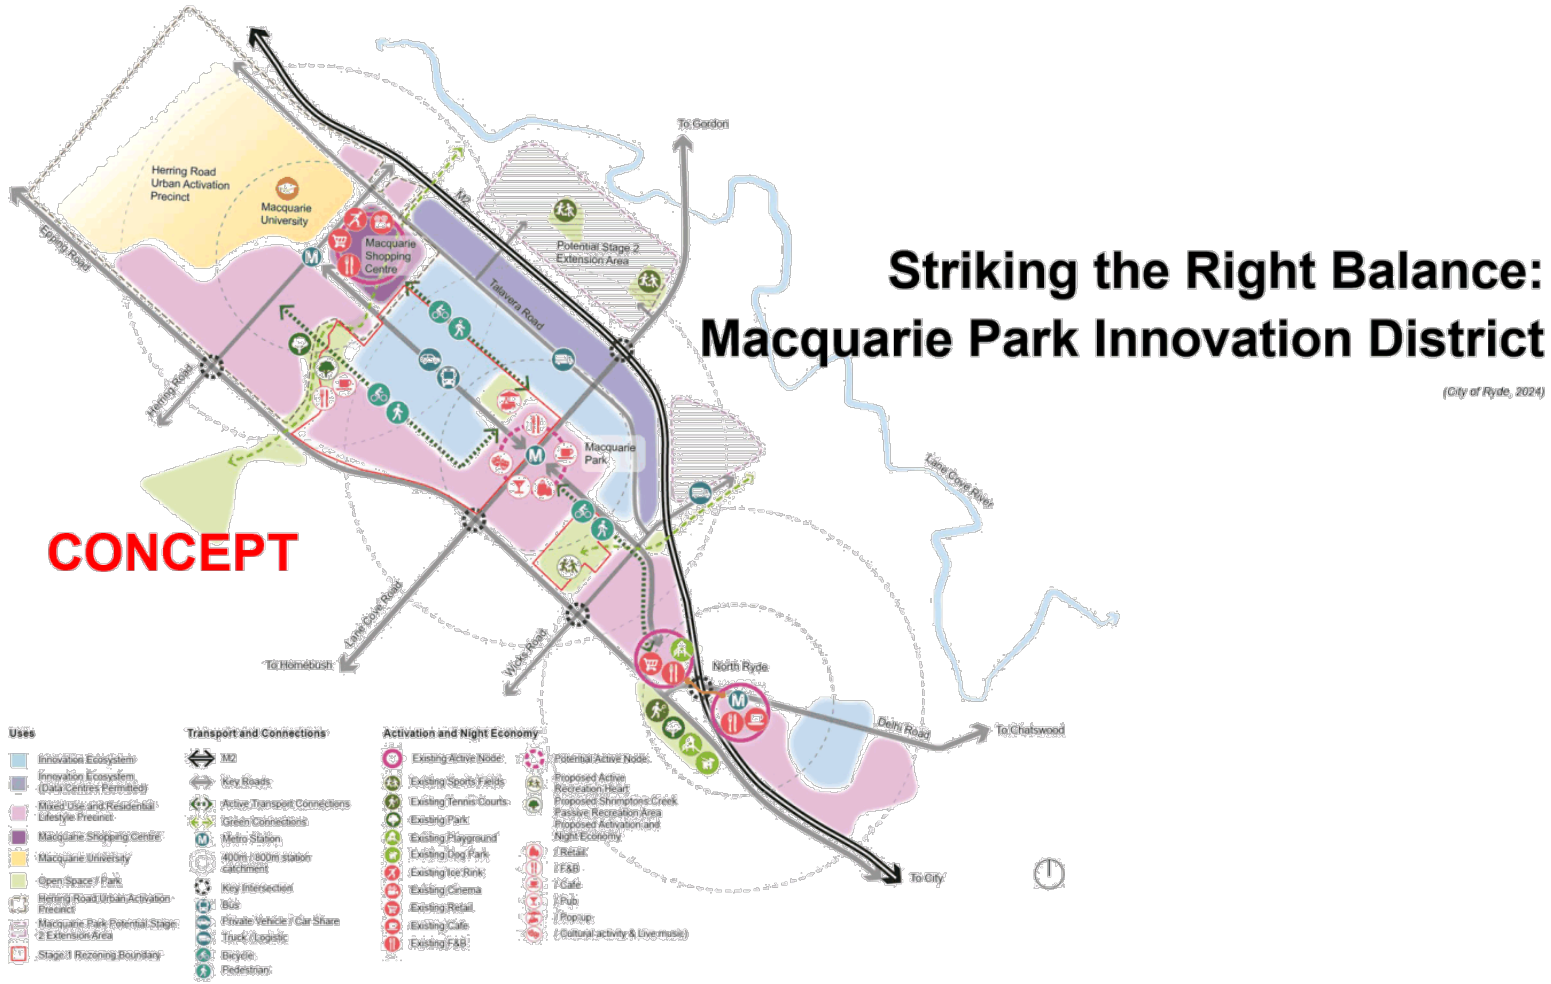 To Gordon
Herring Road
Urban Activation
Precinct
Macquarie
University
M2
Epping Road
Macquarie
Shopping
Centre
Potential Stage 2
Extension Area
Talavera Road
Striking the Right Balance:
Macquarie Park Innovation District
(City of Ryde, 2024)
Herring Road
Macquarie
Park
Lane Cove River
CONCEPT
Lane Cove Road
Wicks Road
To Homebush
North Ryde
Delhi Road
To Chatswood
To City
Uses
Innovation Ecosystem
Innovation Ecosystem
(Data Centres Permitted)
Mixed Use and Residential
Lifestyle Precinct
Macquarie Shopping Centre
Macquarie University
Open Space / Park
Herring Road Urban Activation
Precinct
Macquarie Park Potential Stage
2 Extension Area
Stage 1 Rezoning Boundary
Transport and Connections
M2
Key Roads
Active Transport Connections
Green Connections
M
Metro Station
400m / 800m station
catchment
Key Intersection
Bus
Private Vehicle / Car Share
Truck / Logistic
Bicycle
Pedestrian
Activation and Night Economy
Existing Active Node
Existing Sports Fields
Existing Tennis Courts
Existing Park
Existing Playground
Existing Dog Park
Existing Ice Rink
Existing Cinema
Existing Retail
Existing Cafe
Existing F&B
Potential Active Node
Proposed Active
Recreation Heart
Proposed Shrimptons Creek
Passive Recreation Area
Proposed Activation and
Night Economy
/ Retail
/ F&B
/ Cafe
/ Pub
/ Pop up
/ Cultural activity & Live music)
M
M
M